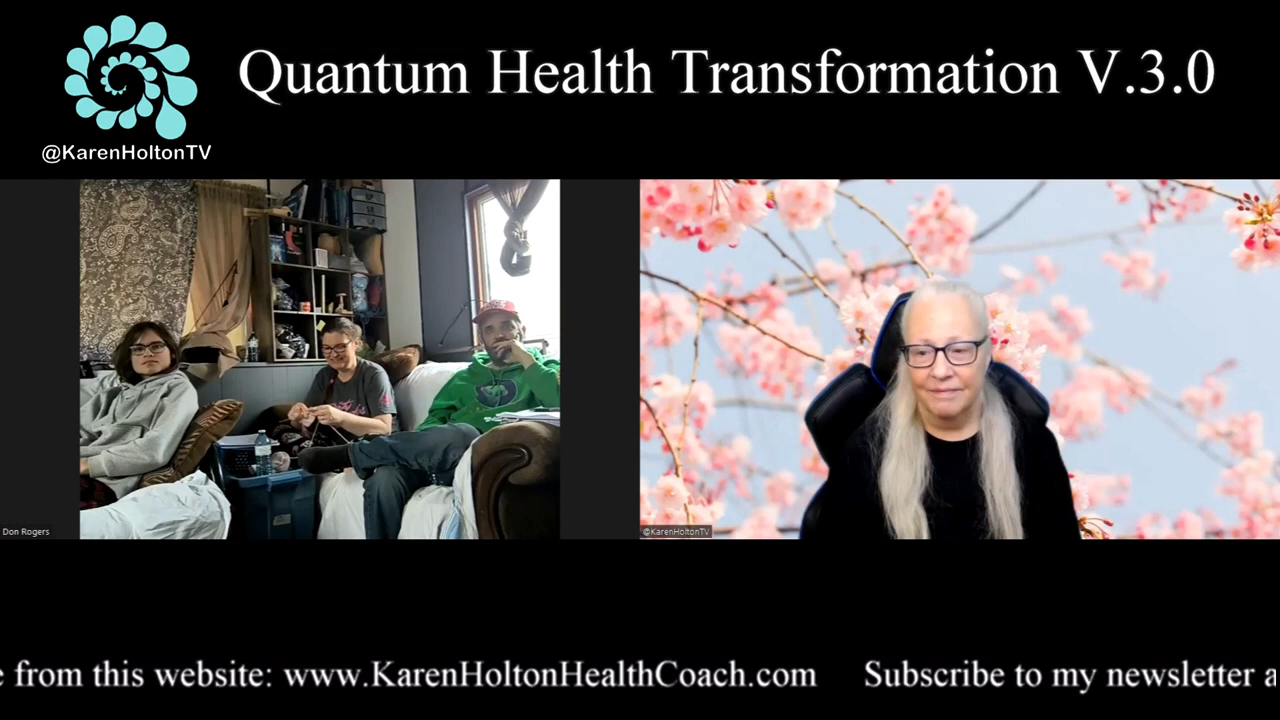 Quantum Health Transformation V.3.0
@KarenHoltonTV
Don Rogers
@KarenHoltonTV
from this website: www.KarenHoltonHealthCoach.com Subscribe to my newsletter